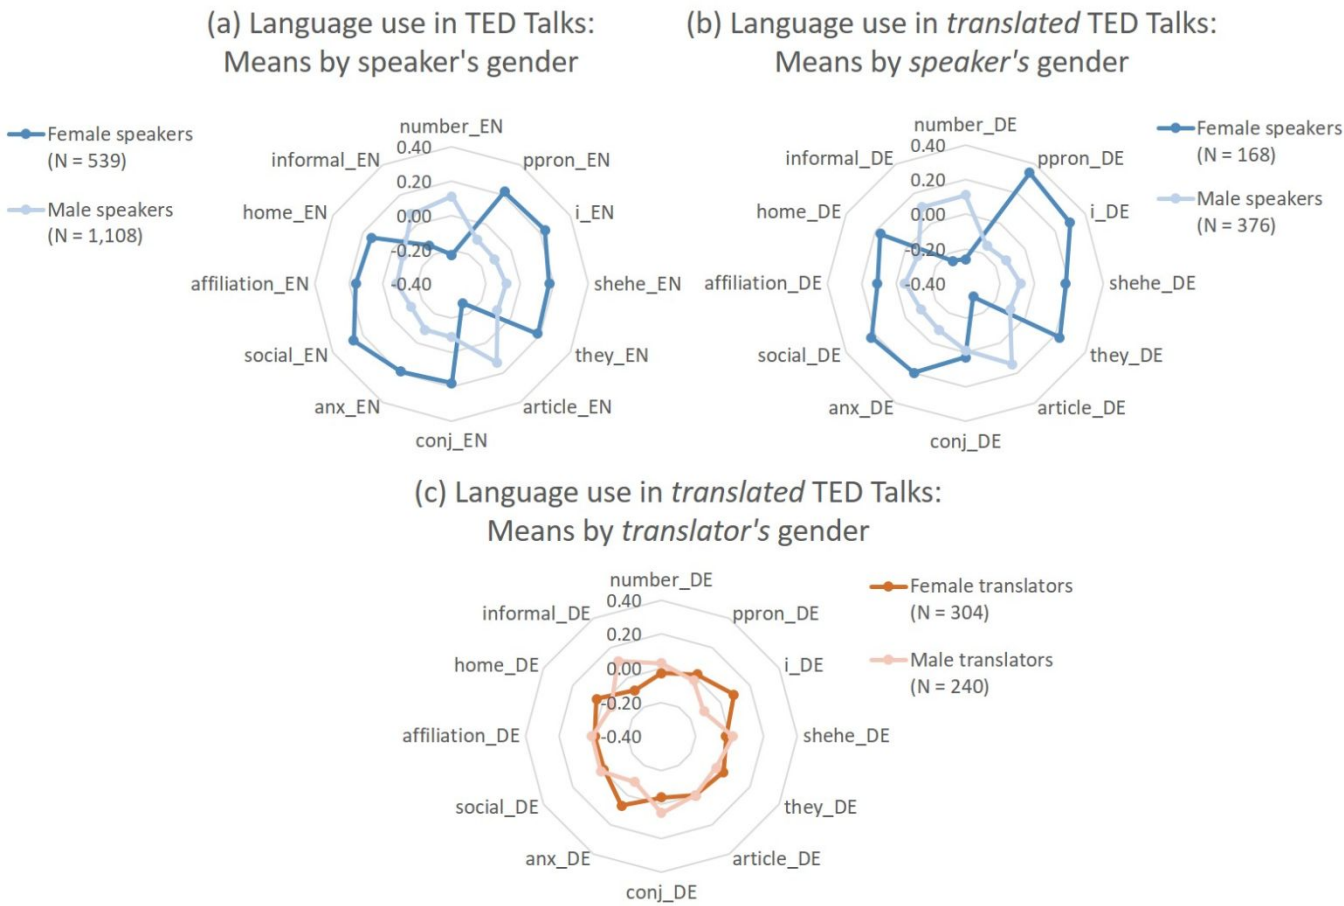 (a) Language use in TED Talks:
Means by speaker's gender
Female speakers
(N = 539)
Male speakers
(N = 1,108)
number_EN
ppron_EN
i_EN
shehe_EN
they_EN
article_EN
conj_EN
anx_EN
social_EN
affiliation_EN
home_EN
informal_EN
0.40
0.20
0.00
-0.20
-0.40
(b) Language use in translated TED Talks:
Means by speaker's gender
number_DE
ppron_DE
i_DE
shehe_DE
they_DE
article_DE
conj_DE
anx_DE
social_DE
affiliation_DE
home_DE
informal_DE
0.40
0.20
0.00
-0.20
-0.40
Female speakers
(N = 168)
Male speakers
(N = 376)
(c) Language use in translated TED Talks:
Means by translator's gender
number_DE
ppron_DE
i_DE
shehe_DE
they_DE
article_DE
conj_DE
anx_DE
social_DE
affiliation_DE
home_DE
informal_DE
0.40
0.20
0.00
-0.20
-0.40
Female translators
(N = 304)
Male translators
(N = 240)